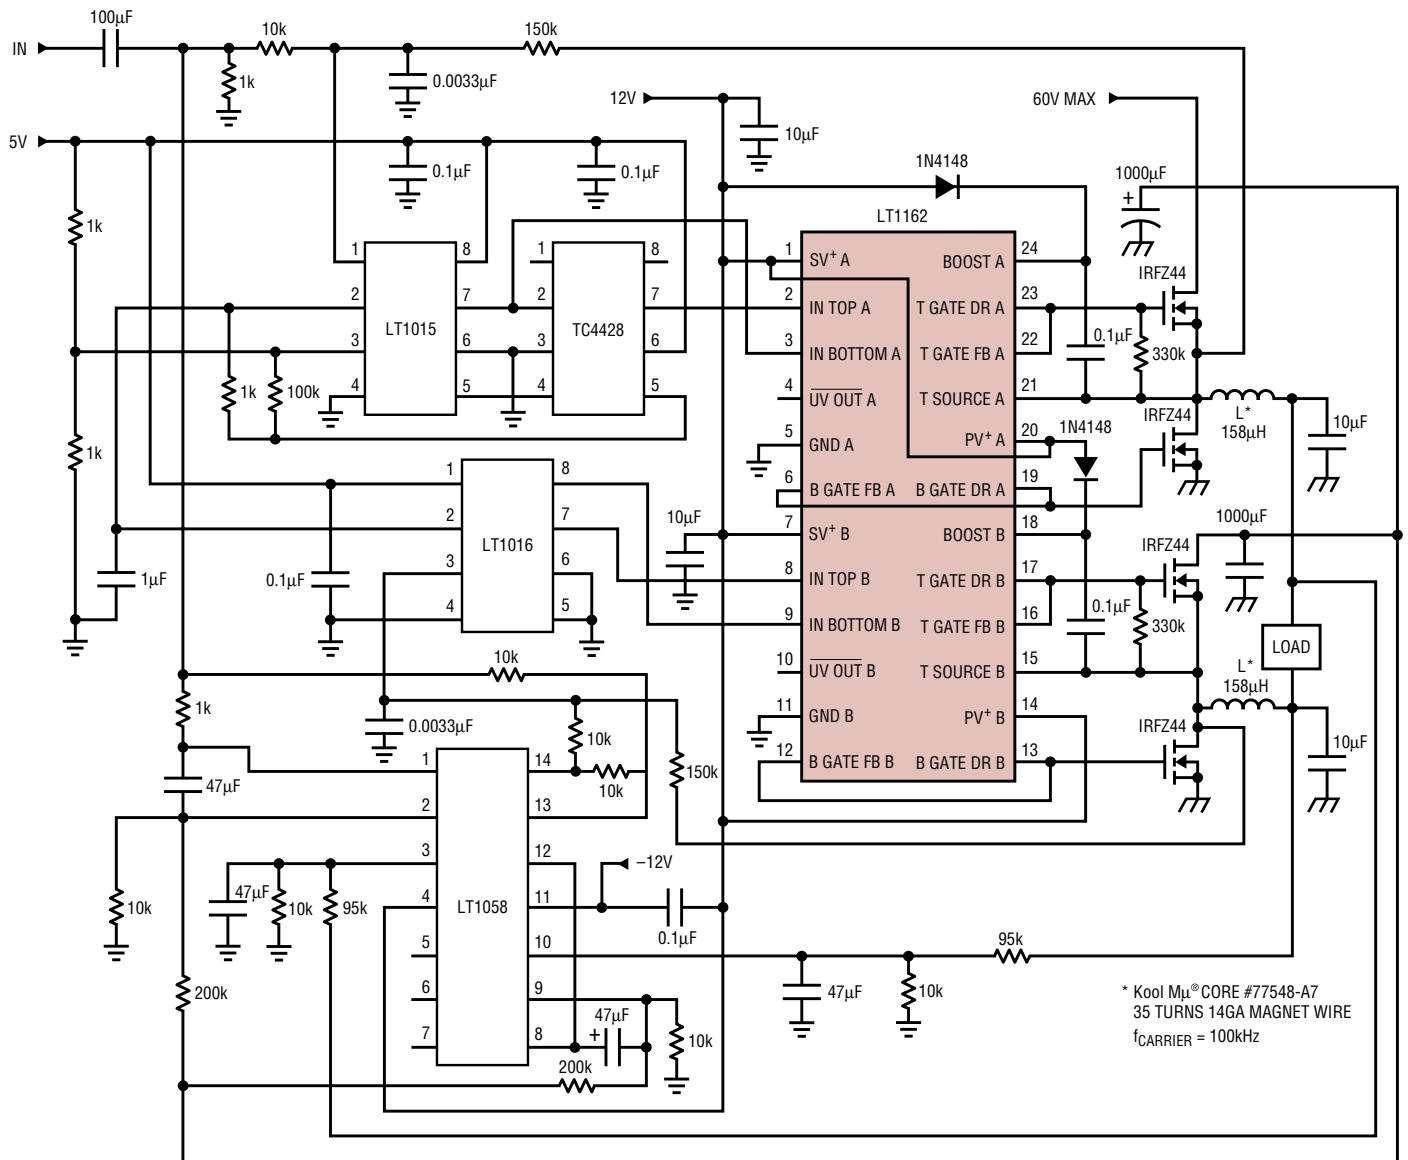 100µF
IN
10k
1k
0.0033µF
150k
12V
10µF
60V MAX
5V
0.1µF
0.1µF
1N4148
1000µF
+
LT1162
1k
1
2
3
4
LT1015
8
7
6
5
1
2
3
4
TC4428
8
7
6
5
1k
100k
1k
1 SV+ A
2 IN TOP A
3 IN BOTTOM A
4 UV OUT A
5 GND A
6 B GATE FB A
7 SV+ B
8 IN TOP B
9 IN BOTTOM B
10 UV OUT B
11 GND B
12 B GATE FB B
BOOST A 24
T GATE DR A 23
T GATE FB A 22
T SOURCE A 21
PV+ A 20
B GATE DR A 19
BOOST B 18
T GATE DR B 17
T GATE FB B 16
T SOURCE B 15
PV+ B 14
B GATE DR B 13
IRFZ44
0.1µF
330k
IRFZ44
L*
158µH
10µF
1N4148
1000µF
IRFZ44
0.1µF
330k
LOAD
L*
158µH
IRFZ44
10µF
1
2
3
4
LT1016
8
7
6
5
10µF
1µF
0.1µF
10k
1k
0.0033µF
10k
10k
150k
47µF
1
2
3
4
5
6
7
LT1058
14
13
12
11
10
9
8
–12V
0.1µF
10k
47µF
10k
95k
200k
47µF
+
10k
200k
95k
47µF
10k
* Kool Mµ® CORE #77548-A7
35 TURNS 14GA MAGNET WIRE
fCARRIER = 100kHz